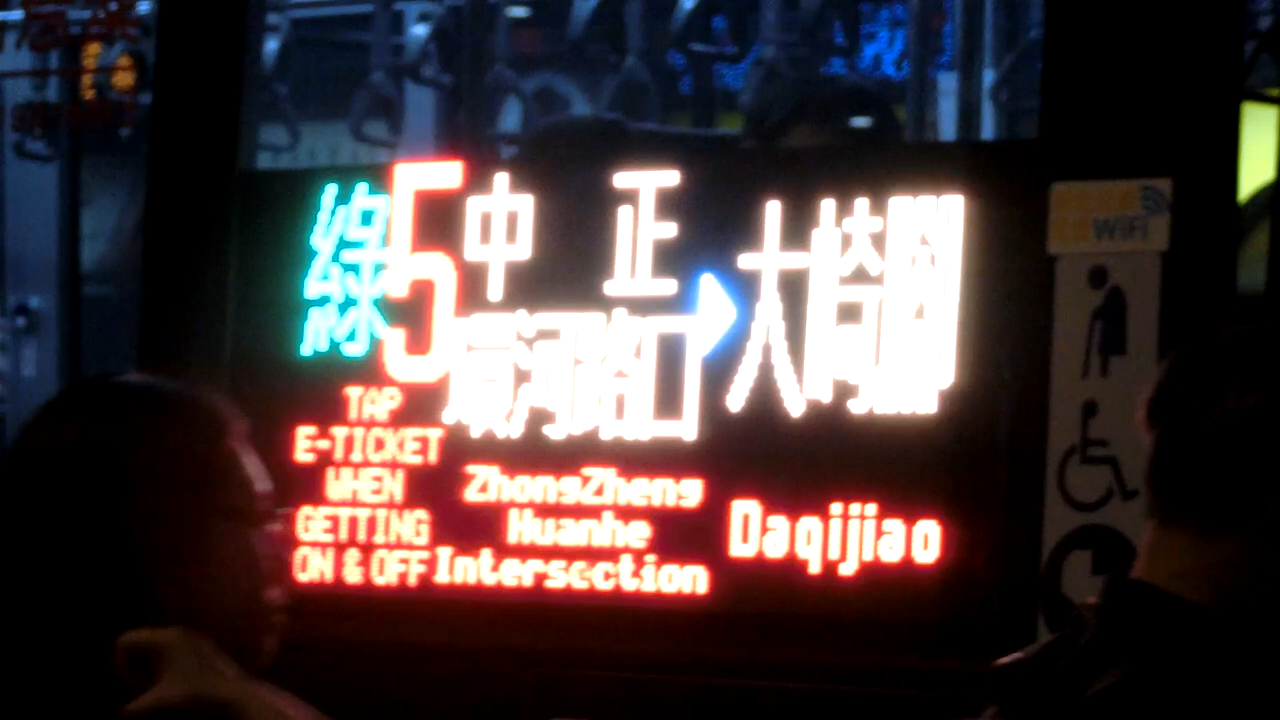 綠5
中正
環河路口
大崎腳
TAP
E-TICKET
WHEN
GETTING
ON & OFF
ZhongZheng
Huanhe
Intersection
Daqijiao
WiFi